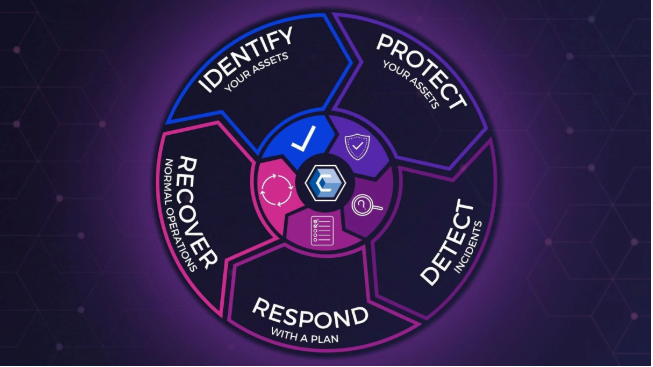 IDENTIFY
YOUR ASSETS
PROTECT
YOUR ASSETS
DETECT
INCIDENTS
RESPOND
WITH A PLAN
RECOVER
NORMAL OPERATIONS